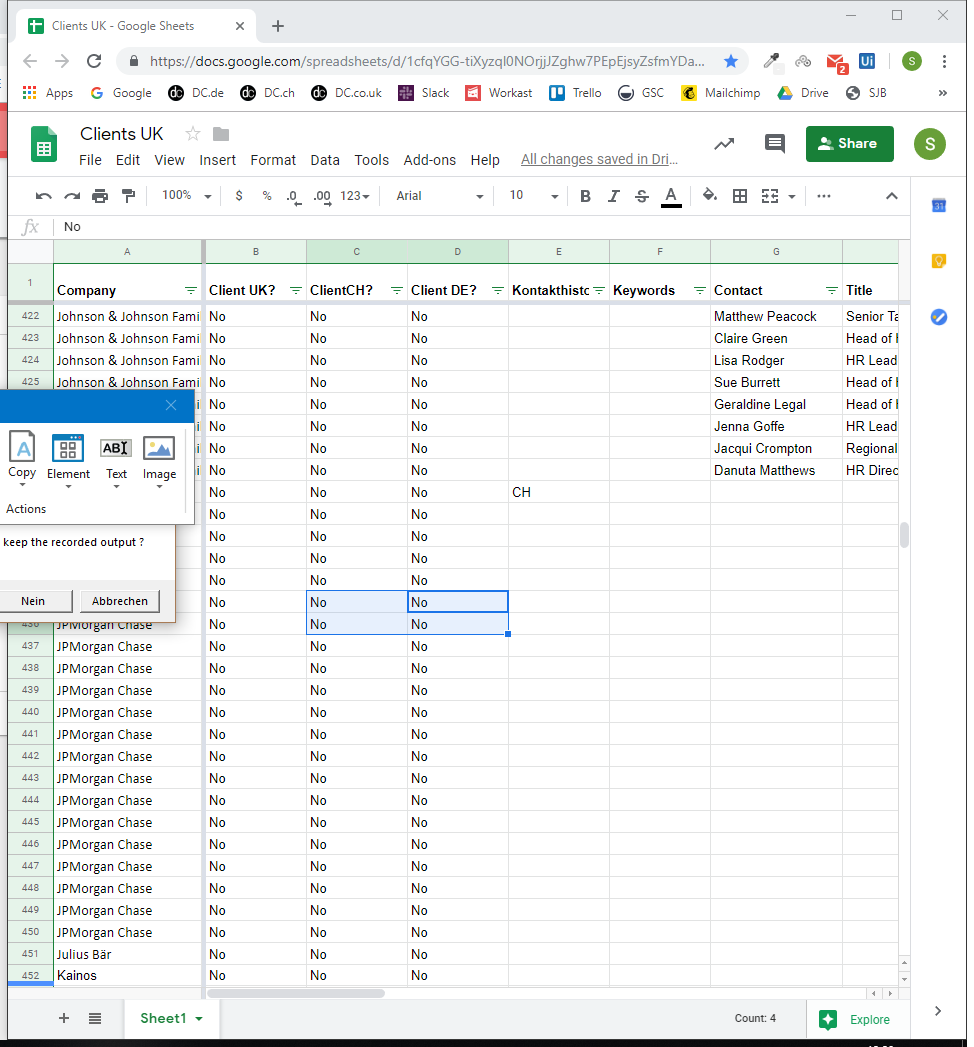 Clients UK - Google Sheets
https://docs.google.com/spreadsheets/d/1cfqYGG-tiXyzqI0NOrjjJZghw7PEpEjsyZsfmYDa...
2
Ui
S
Apps Google DC.de DC.ch DC.co.uk Slack Workast Trello GSC Mailchimp Drive SJB »
Clients UK
File Edit View Insert Format Data Tools Add-ons Help All changes saved in Dri...
Share
S
100% $ % .0 .00 123 Arial 10 B I S A
31
fx No
A B C D E F G
1 Company Client UK? ClientCH? Client DE? Kontakthistc Keywords Contact Title
422 Johnson & Johnson Fami No No No Matthew Peacock Senior Ta
423 Johnson & Johnson Fami No No No Claire Green Head of H
424 Johnson & Johnson Fami No No No Lisa Rodger HR Lead
425 Johnson & Johnson Fami No No No Sue Burrett Head of H
No No No Geraldine Legal Head of H
No No No Jenna Goffe HR Lead
No No No Jacqui Crompton Regional
No No No Danuta Matthews HR Direc
No No No CH
No No No
No No No
No No No
No No No
No No No
436 JPMorgan Chase No No No
437 JPMorgan Chase No No No
438 JPMorgan Chase No No No
439 JPMorgan Chase No No No
440 JPMorgan Chase No No No
441 JPMorgan Chase No No No
442 JPMorgan Chase No No No
443 JPMorgan Chase No No No
444 JPMorgan Chase No No No
445 JPMorgan Chase No No No
446 JPMorgan Chase No No No
447 JPMorgan Chase No No No
448 JPMorgan Chase No No No
449 JPMorgan Chase No No No
450 JPMorgan Chase No No No
451 Julius Bär No No No
452 Kainos No No No
A ABI
Copy Element Text Image
Actions
keep the recorded output ?
Nein Abbrechen
Sheet1
Count: 4
Explore